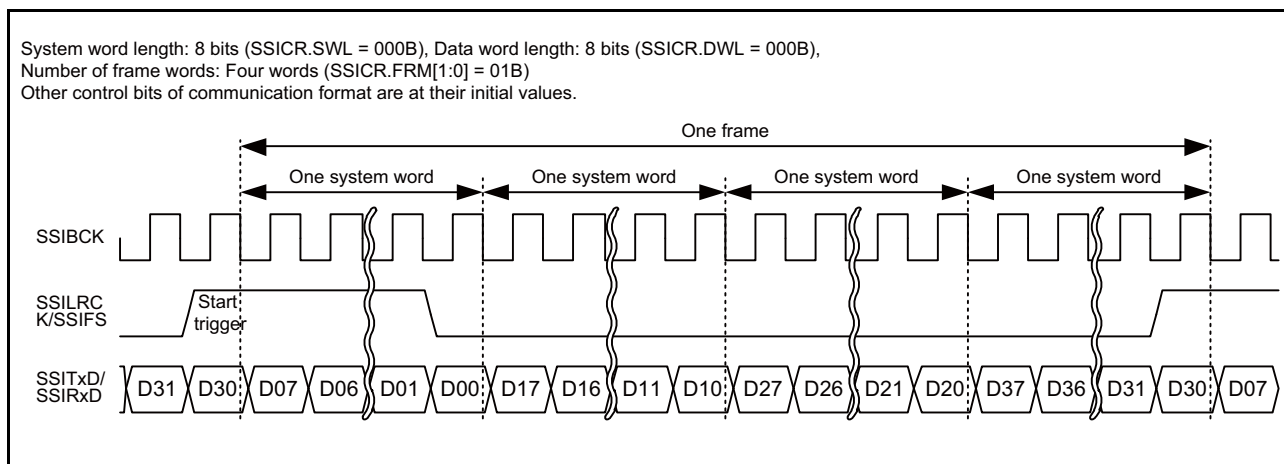 System word length: 8 bits (SSICR.SWL = 000B), Data word length: 8 bits (SSICR.DWL = 000B),
Number of frame words: Four words (SSICR.FRM[1:0] = 01B)
Other control bits of communication format are at their initial values.
One frame
One system word One system word One system word One system word
SSIBCK
SSILRC
K/SSIFS
Start
trigger
SSITxD/
SSIRxD
D31 D30 D07 D06 D01 D00 D17 D16 D11 D10 D27 D26 D21 D20 D37 D36 D31 D30 D07